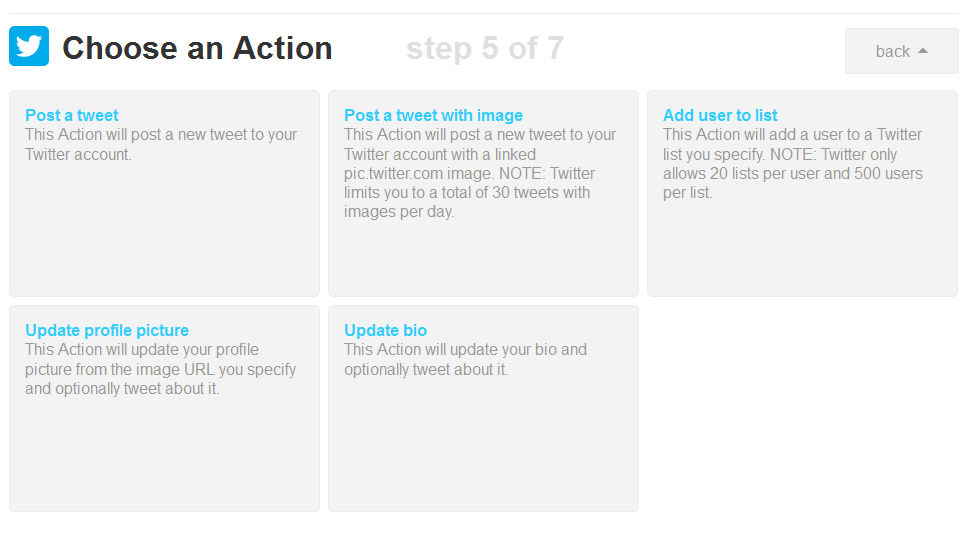 Choose an Action
step 5 of 7
back
Post a tweet
This Action will post a new tweet to your
Twitter account.
Post a tweet with image
This Action will post a new tweet to your
Twitter account with a linked
pic.twitter.com image. NOTE: Twitter
limits you to a total of 30 tweets with
images per day.
Add user to list
This Action will add a user to a Twitter
list you specify. NOTE: Twitter only
allows 20 lists per user and 500 users
per list.
Update profile picture
This Action will update your profile
picture from the image URL you specify
and optionally tweet about it.
Update bio
This Action will update your bio and
optionally tweet about it.